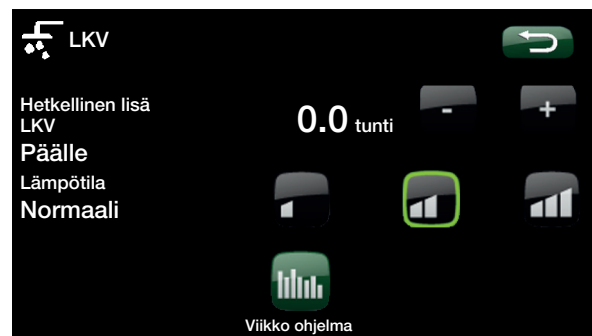 LKV
Hetkellinen lisä
LKV
0.0 tunti
- +
Päälle
Lämpötila
Normaali
Viikko ohjelma